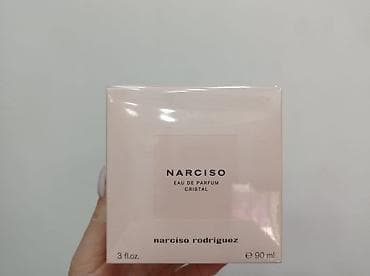 NARCISO
EAU DE PARFUM
CRISTAL
narciso rodriguez
3 fl.oz. ℮ 90 ml